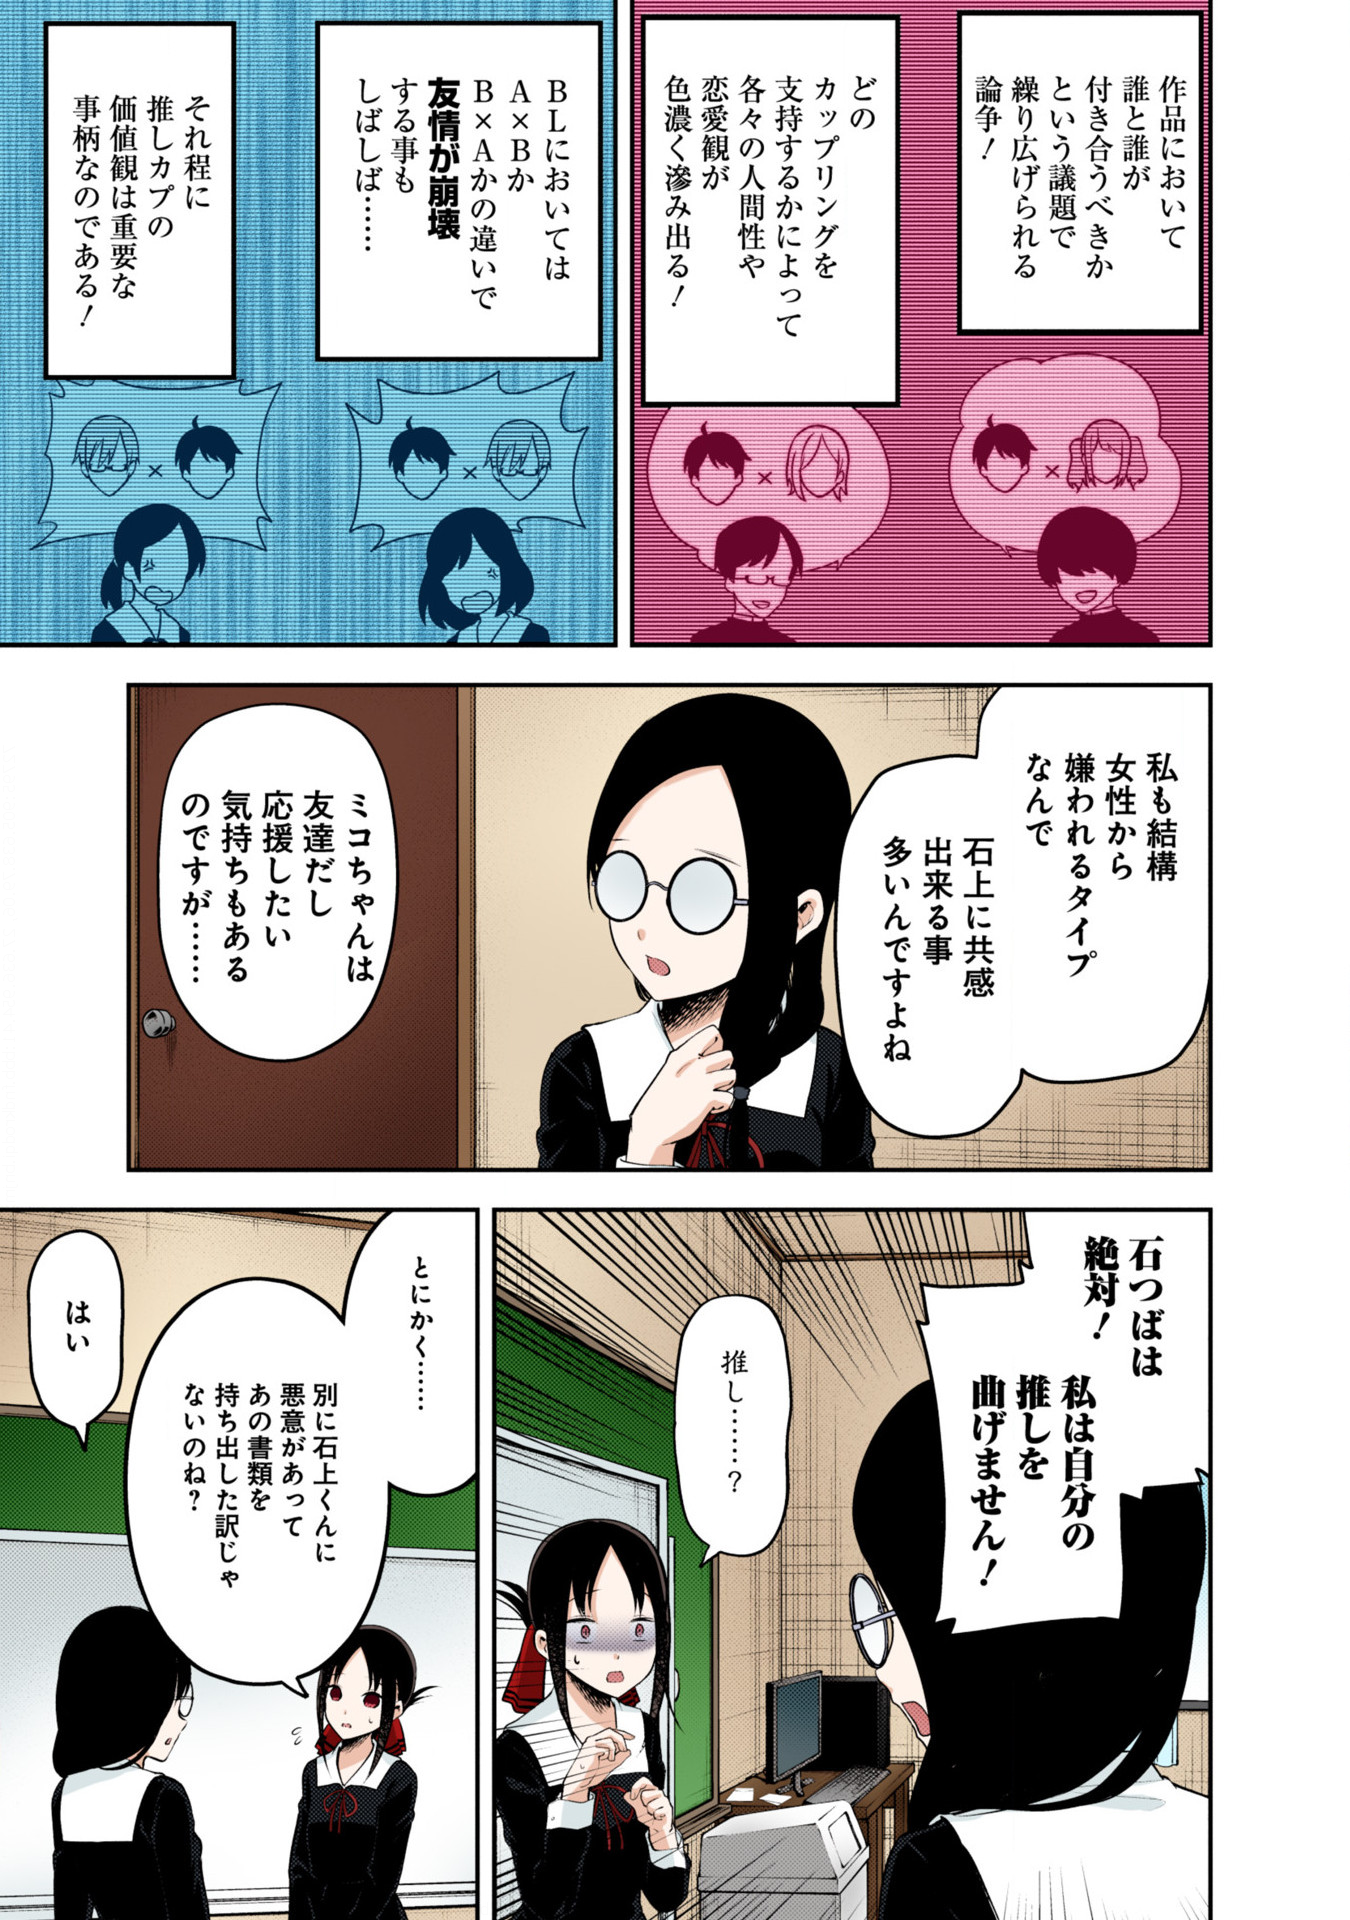 作品において
誰と誰が
付き合うべきか
という議題で
繰り広げられる
論争！
どの
カップリングを
支持するかによって
各々の人間性や
恋愛観が
色濃く滲み出る！
BLにおいては
A×Bか
B×Aかの違いで
友情が崩壊
する事も
しばしば……
それ程に
推しカプの
価値観は重要な
事柄なのである！
×
×
×
×
私も結構
女性から
嫌われるタイプ
なんで
石上に共感
出来る事
多いんですよね
ミコちゃんは
友達だし
応援したい
気持ちもある
のですが……
石つばは
絶対！
私は自分の
推しを
曲げません！
推し……？
とにかく……
別に石上くんに
悪意があって
あの書類を
持ち出した訳じゃ
ないのね？
はい